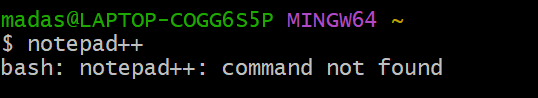 madas@LAPTOP-COGG6S5P MINGW64 ~
$ notepad++
bash: notepad++: command not found